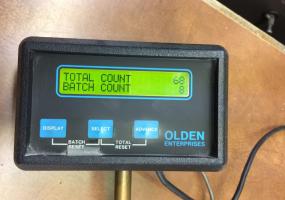 TOTAL COUNT 68
BATCH COUNT 8
DISPLAY SELECT ADVANCE
BATCH RESET TOTAL RESET
OLDEN
ENTERPRISES